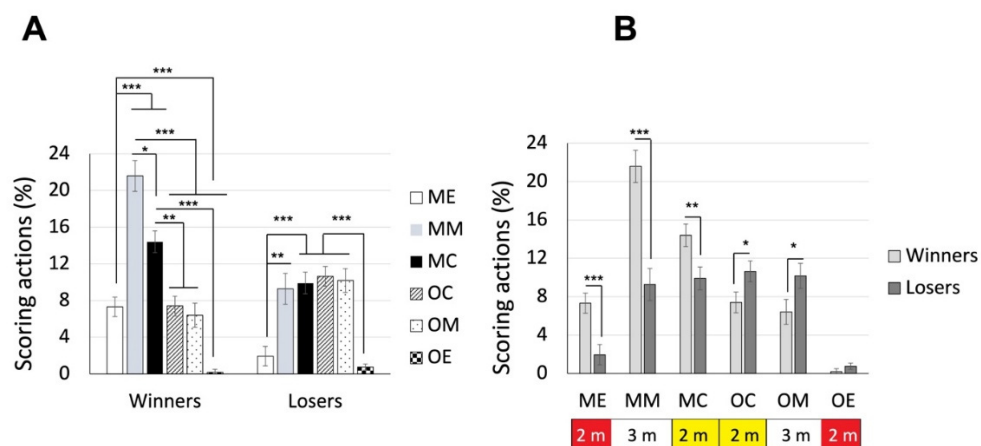 A
Scoring actions (%)
24
20
16
12
8
4
0
***
***
***
*
***
**
***
***
**
***
Winners
Losers
ME
MM
MC
OC
OM
OE
B
Scoring actions (%)
24
20
16
12
8
4
0
***
***
**
*
*
ME MM MC OC OM OE
2 m 3 m 2 m 2 m 3 m 2 m
Winners
Losers